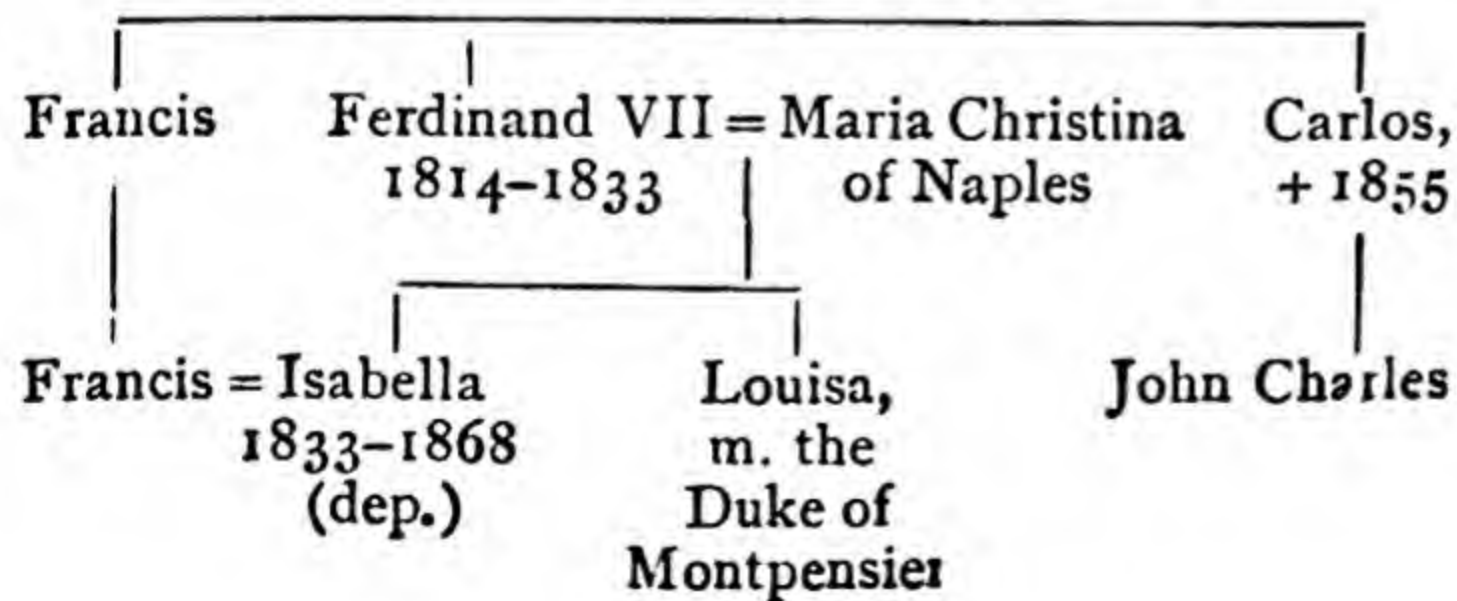 Francis Ferdinand VII = Maria Christina Carlos,
1814–1833 of Naples + 1855
Francis = Isabella Louisa, John Charles
1833–1868 m. the
(dep.) Duke of
Montpensier